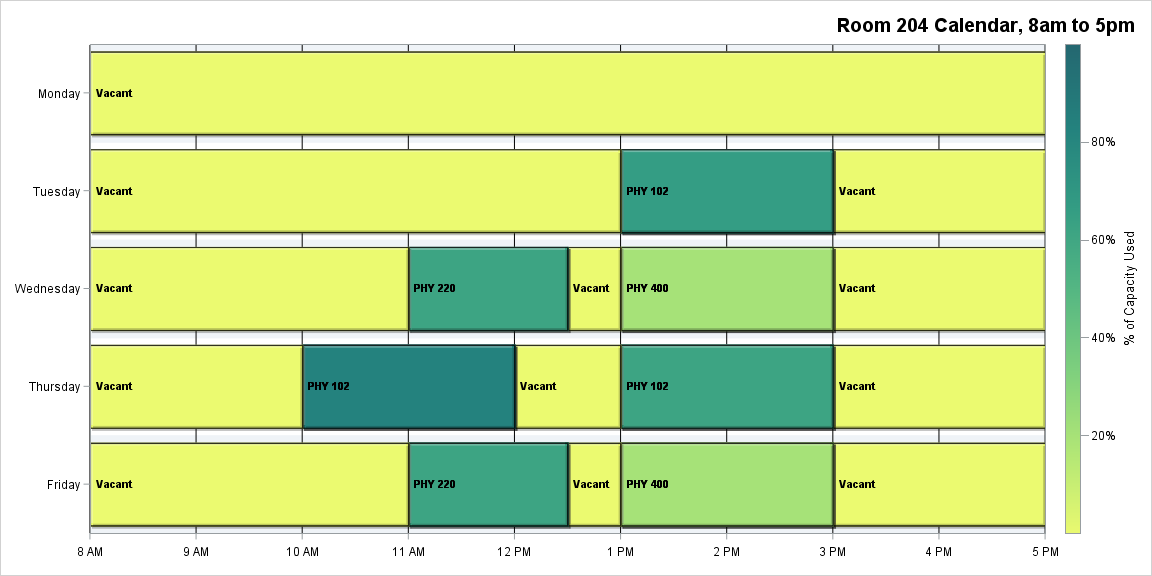 Room 204 Calendar, 8am to 5pm
Monday
Vacant
Tuesday
Vacant
PHY 102
Vacant
Wednesday
Vacant
PHY 220
Vacant
PHY 400
Vacant
Thursday
Vacant
PHY 102
Vacant
PHY 102
Vacant
Friday
Vacant
PHY 220
Vacant
PHY 400
Vacant
8 AM
9 AM
10 AM
11 AM
12 PM
1 PM
2 PM
3 PM
4 PM
5 PM
80%
60%
40%
20%
% of Capacity Used